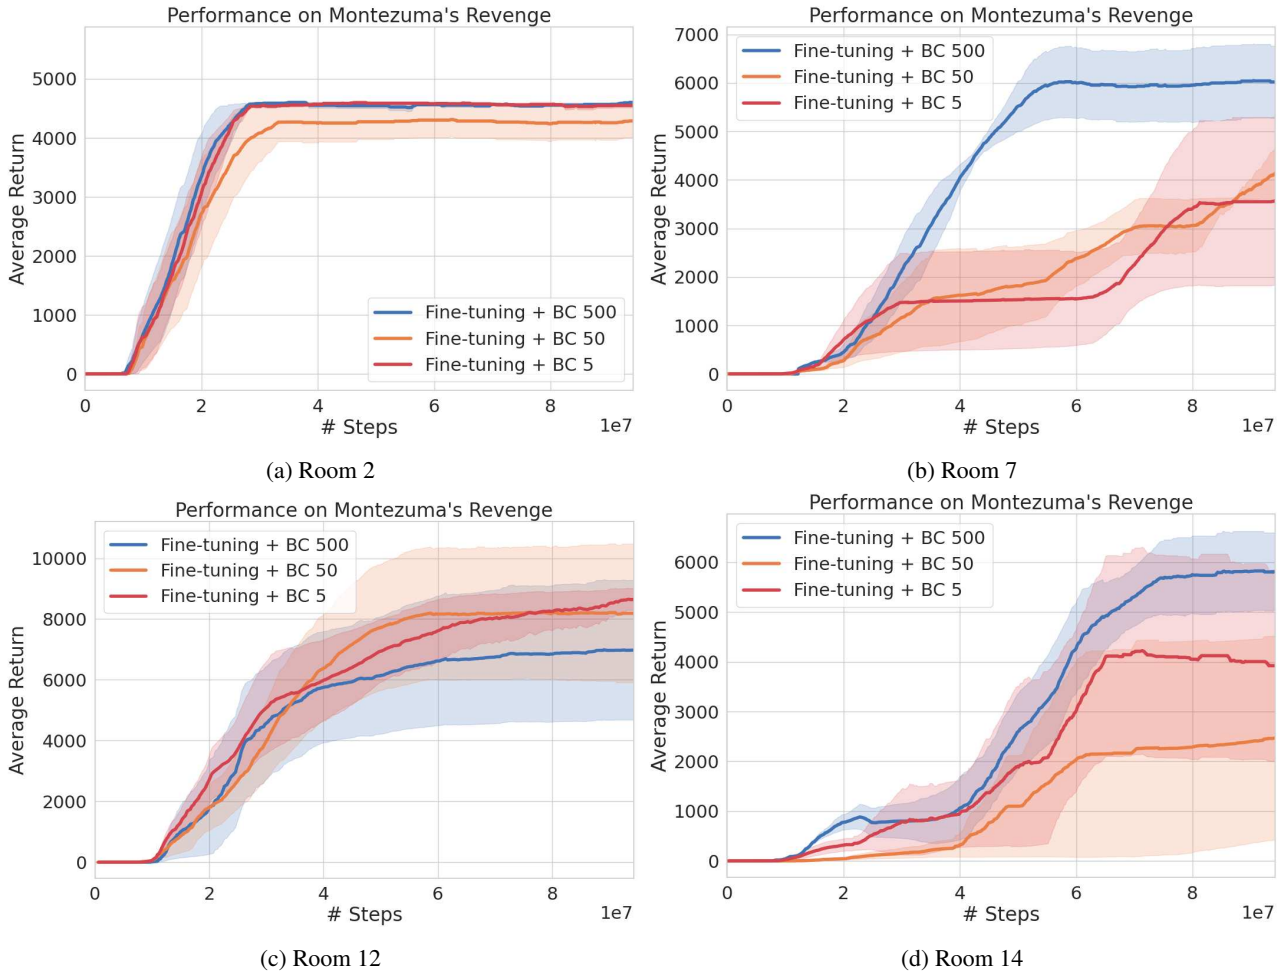 Performance on Montezuma's Revenge
Average Return
5000
4000
3000
2000
1000
0
Fine-tuning + BC 500
Fine-tuning + BC 50
Fine-tuning + BC 5
0 2 4 6 8
# Steps 1e7
(a) Room 2
Performance on Montezuma's Revenge
Average Return
7000
6000
5000
4000
3000
2000
1000
0
Fine-tuning + BC 500
Fine-tuning + BC 50
Fine-tuning + BC 5
0 2 4 6 8
# Steps 1e7
(b) Room 7
Performance on Montezuma's Revenge
Average Return
10000
8000
6000
4000
2000
0
Fine-tuning + BC 500
Fine-tuning + BC 50
Fine-tuning + BC 5
0 2 4 6 8
# Steps 1e7
(c) Room 12
Performance on Montezuma's Revenge
Average Return
6000
5000
4000
3000
2000
1000
0
Fine-tuning + BC 500
Fine-tuning + BC 50
Fine-tuning + BC 5
0 2 4 6 8
# Steps 1e7
(d) Room 14